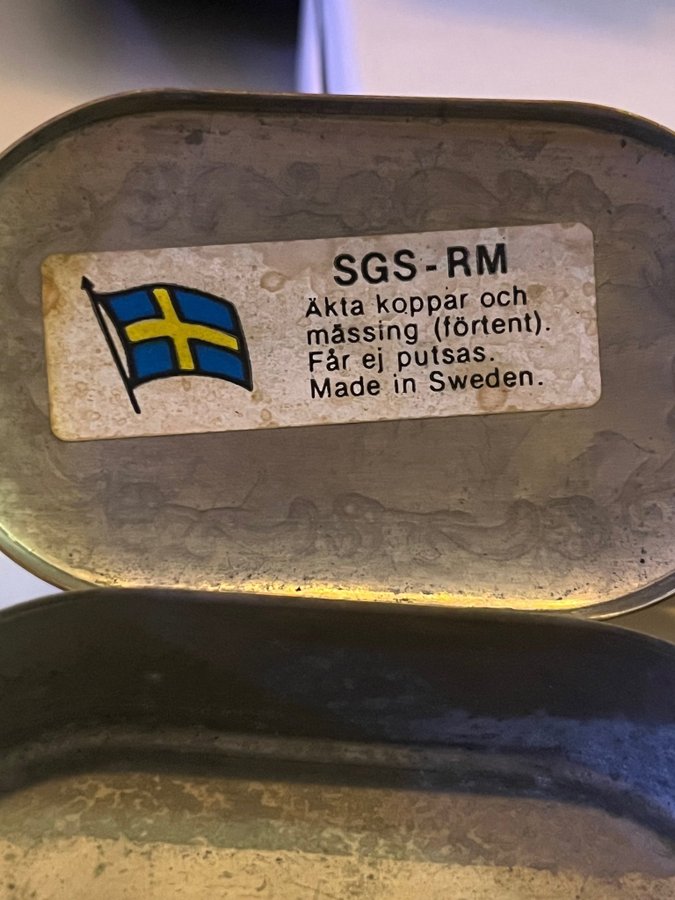 SGS-RM
Äkta koppar och
mässing (förtent).
Får ej putsas.
Made in Sweden.